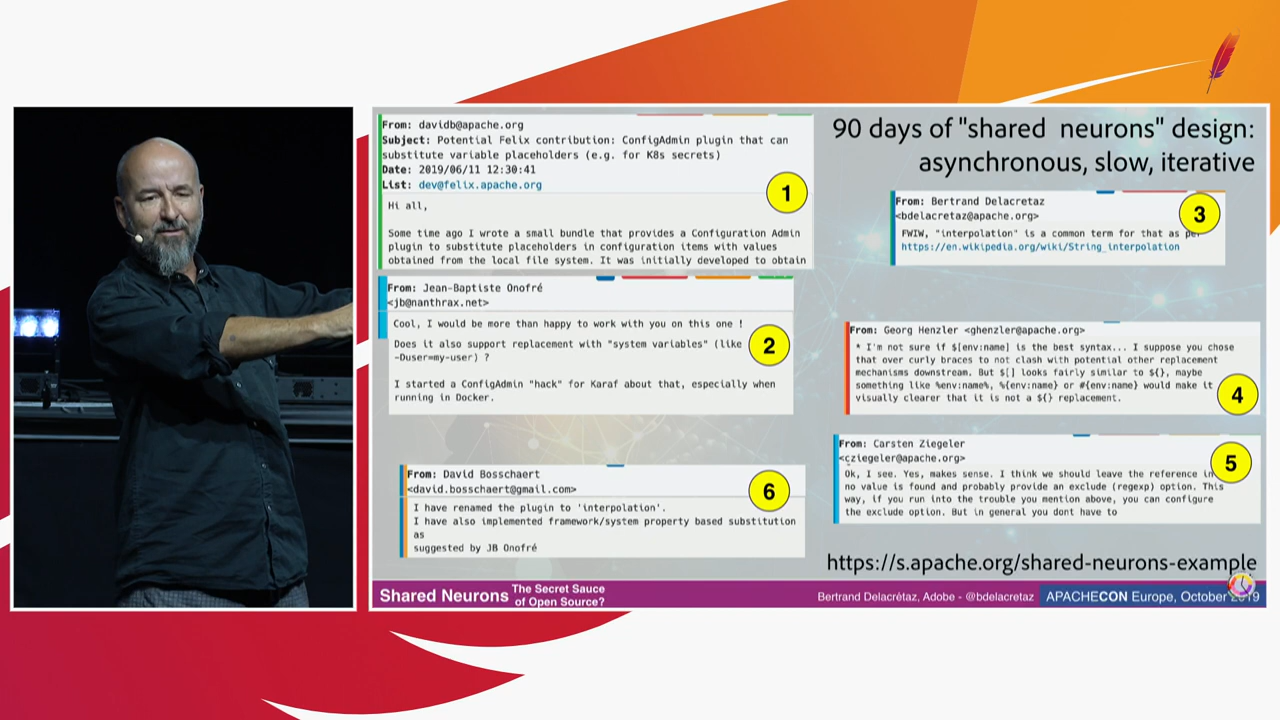 90 days of "shared neurons" design:
asynchronous, slow, iterative
From: davidb@apache.org
Subject: Potential Felix contribution: ConfigAdmin plugin that can
substitute variable placeholders (e.g. for K8s secrets)
Date: 2019/06/11 12:30:41
List: dev@felix.apache.org
1
Hi all,
Some time ago I wrote a small bundle that provides a Configuration Admin
plugin to substitute placeholders in configuration items with values
obtained from the local file system. It was initially developed to obtain
From: Jean-Baptiste Onofré
<jb@nanthrax.net>
2
Cool, I would be more than happy to work with you on this one !
Does it also support replacement with "system variables" (like
-Duser=my-user) ?
I started a ConfigAdmin "hack" for Karaf about that, especially when
running in Docker.
From: Bertrand Delacretaz
<bdelacretaz@apache.org>
3
FWIW, "interpolation" is a common term for that as per
https://en.wikipedia.org/wiki/String_interpolation
From: Georg Henzler <ghenzler@apache.org>
* I'm not sure if $[env:name] is the best syntax... I suppose you chose
that over curly braces to not clash with potential other replacement
mechanisms downstream. But $[] looks fairly similar to ${}, maybe
something like %env:name%, %{env:name} or #{env:name} would make it
visually clearer that it is not a ${} replacement.
4
From: Carsten Ziegeler
<cziegeler@apache.org>
5
Ok, I see. Yes, makes sense. I think we should leave the reference in
no value is found and probably provide an exclude (regexp) option. This
way, if you run into the trouble you mention above, you can configure
the exclude option. But in general you dont have to
From: David Bosschaert
<david.bosschaert@gmail.com>
6
I have renamed the plugin to 'interpolation'.
I have also implemented framework/system property based substitution
as
suggested by JB Onofré
https://s.apache.org/shared-neurons-example
Shared Neurons The Secret Sauce
of Open Source?
Bertrand Delacrétaz, Adobe - @bdelacretaz
APACHECON Europe, October 2019